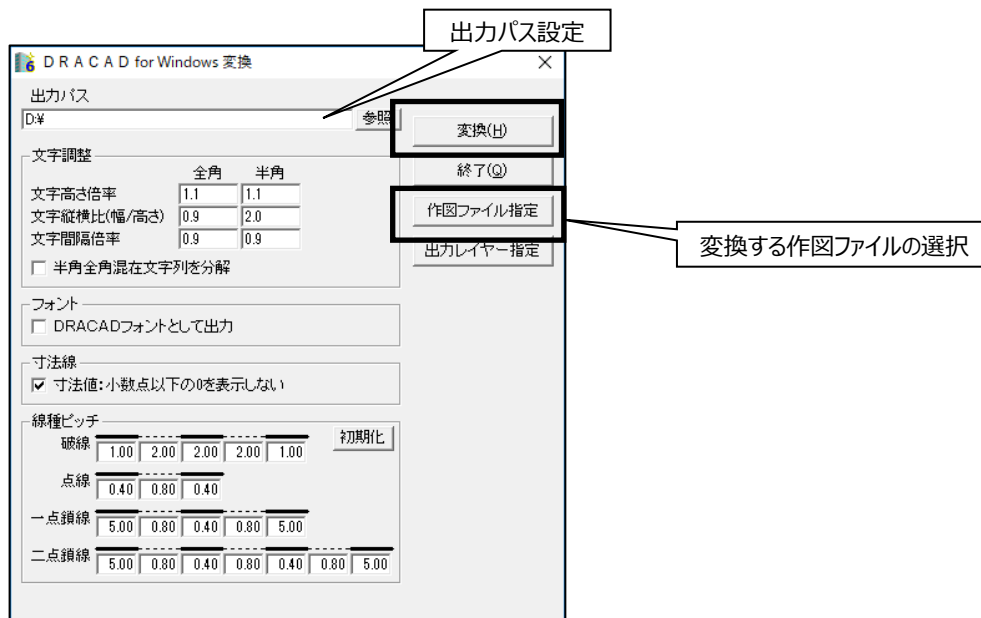 出力パス設定
DRACAD for Windows 変換
出力パス
D:¥
参照
変換(H)
文字調整
終了(Q)
全角 半角
文字高さ倍率 1.1 1.1
作図ファイル指定
文字縦横比(幅/高さ) 0.9 2.0
文字間隔倍率 0.9 0.9
変換する作図ファイルの選択
出力レイヤー指定
半角全角混在文字列を分解
フォント
DRACADフォントとして出力
寸法線
寸法値:小数点以下の0を表示しない
線種ピッチ
初期化
破線 1.00 2.00 2.00 2.00 1.00
点線 0.40 0.80 0.40
一点鎖線 5.00 0.80 0.40 0.80 5.00
二点鎖線 5.00 0.80 0.40 0.80 0.40 0.80 5.00